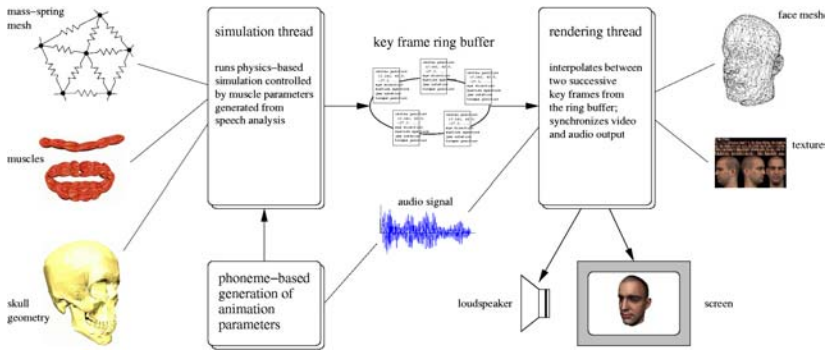 mass-spring
mesh
muscles
skull
geometry
simulation thread
runs physics-based
simulation controlled
by muscle parameters
generated from
speech analysis
phoneme-based
generation of
animation
parameters
key frame ring buffer
audio signal
rendering thread
interpolates between
two successive
key frames from
the ring buffer;
synchronizes video
and audio output
loudspeaker
screen
face mesh
textures